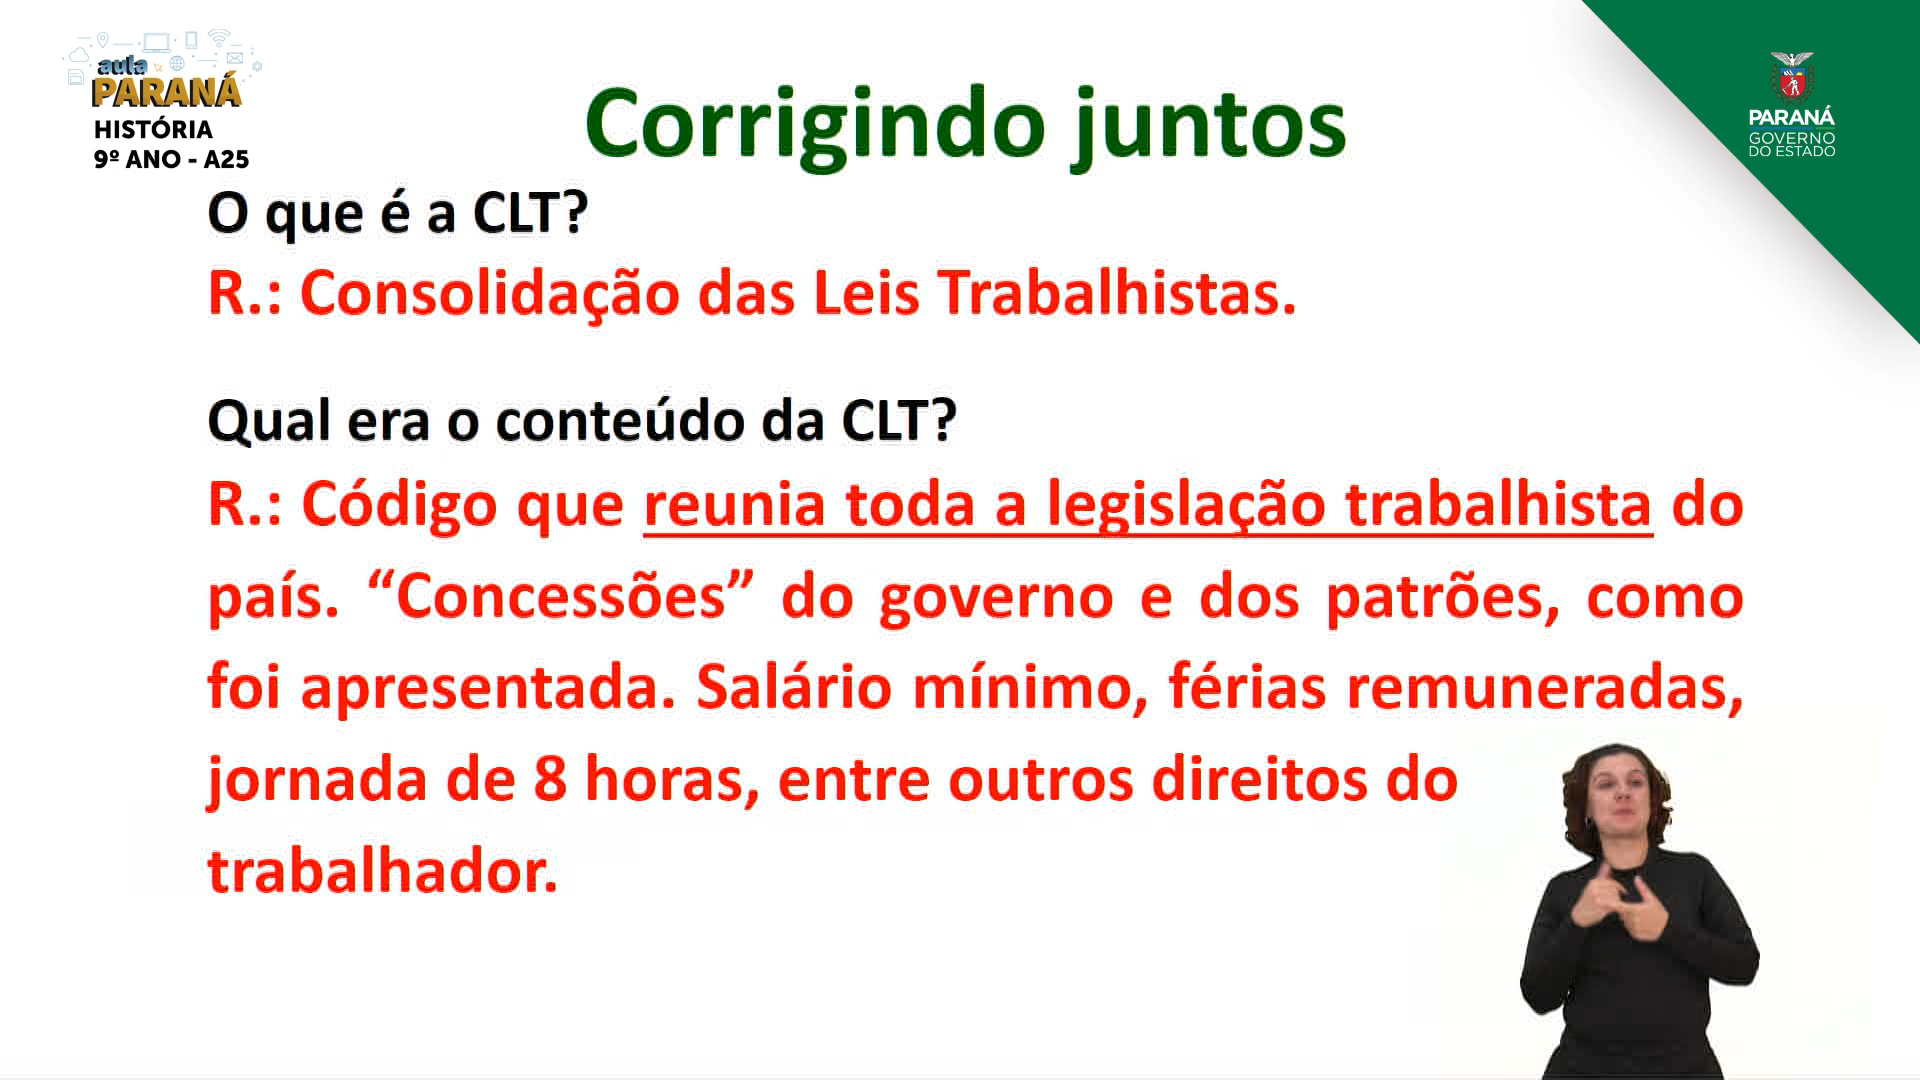 aula
PARANÁ
HISTÓRIA
9º ANO - A25
Corrigindo juntos
PARANÁ
GOVERNO
DO ESTADO
O que é a CLT?
R.: Consolidação das Leis Trabalhistas.
Qual era o conteúdo da CLT?
R.: Código que reunia toda a legislação trabalhista do
país. “Concessões” do governo e dos patrões, como
foi apresentada. Salário mínimo, férias remuneradas,
jornada de 8 horas, entre outros direitos do
trabalhador.